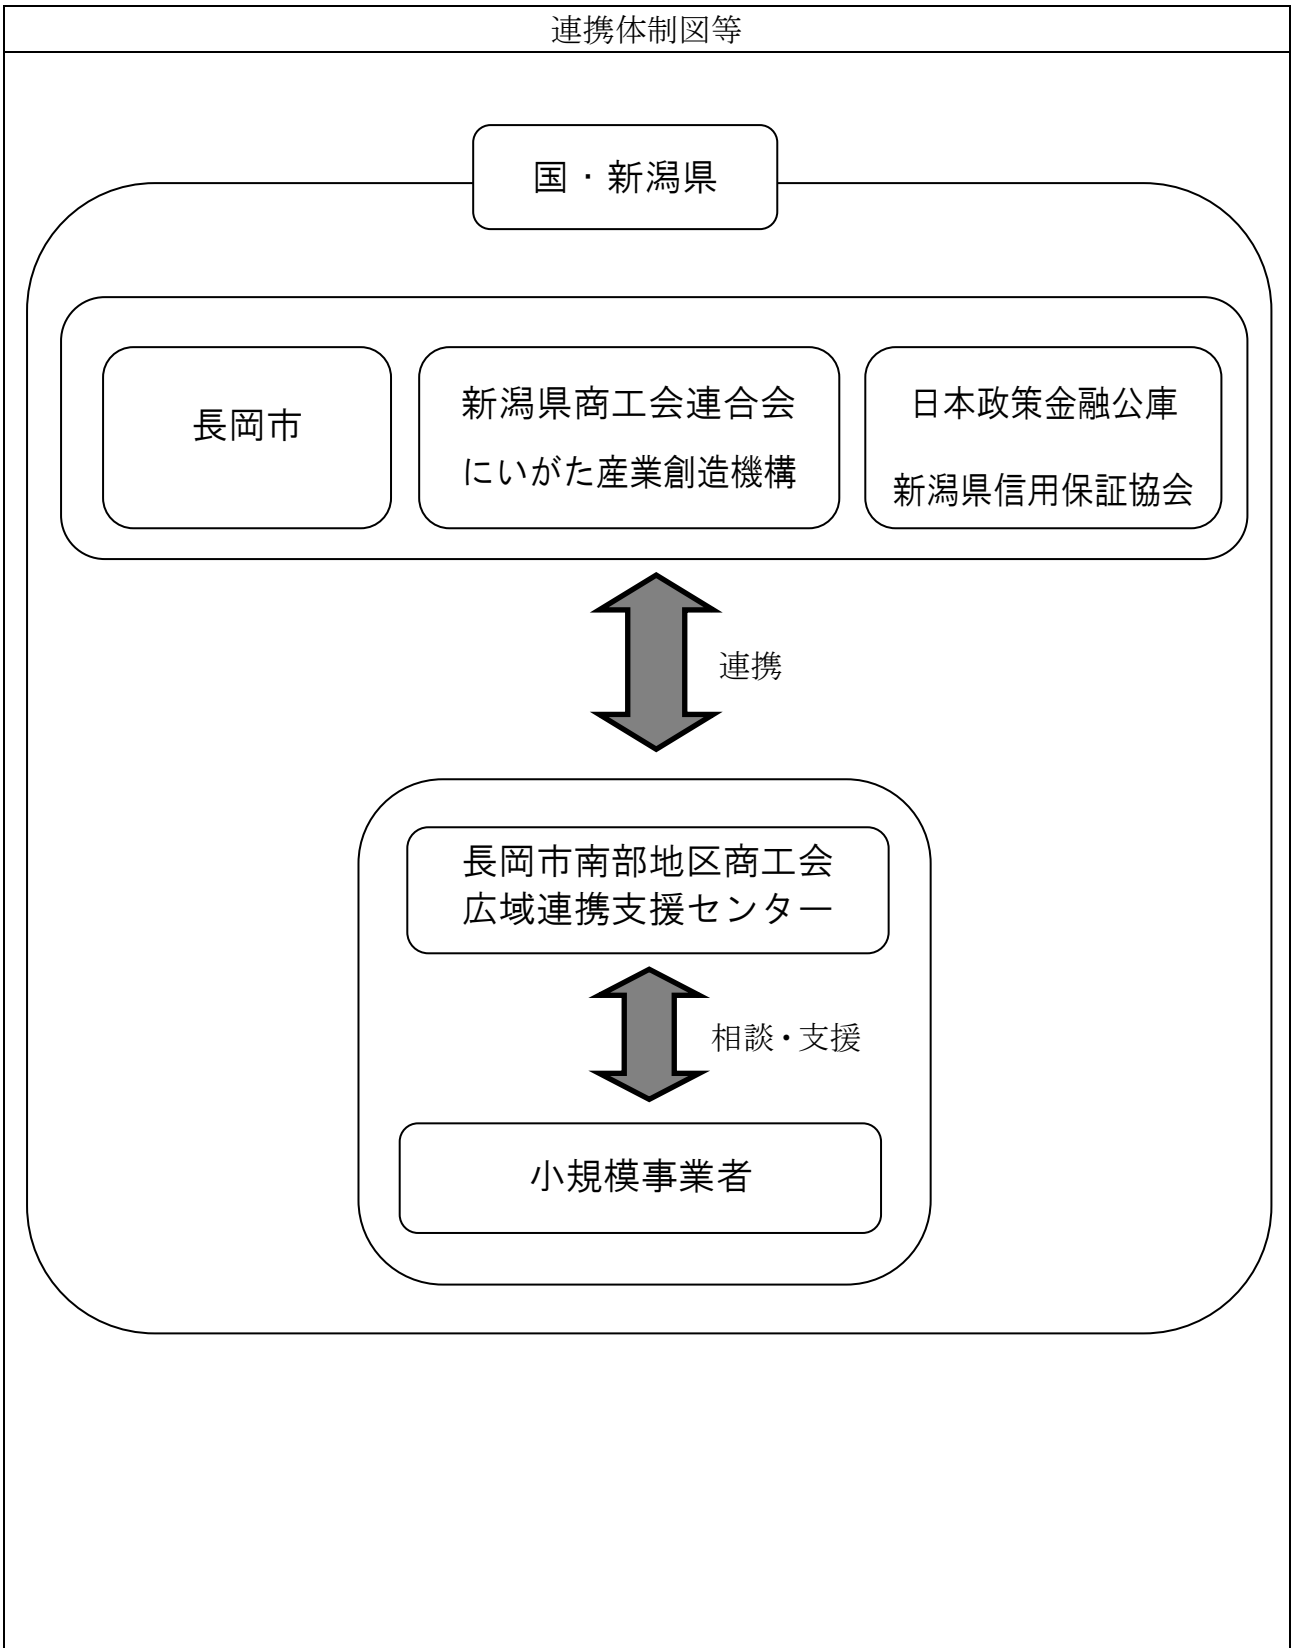 連携体制図等
国・新潟県
長岡市
新潟県商工会連合会
にいがた産業創造機構
日本政策金融公庫
新潟県信用保証協会
連携
長岡市南部地区商工会
広域連携支援センター
相談・支援
小規模事業者